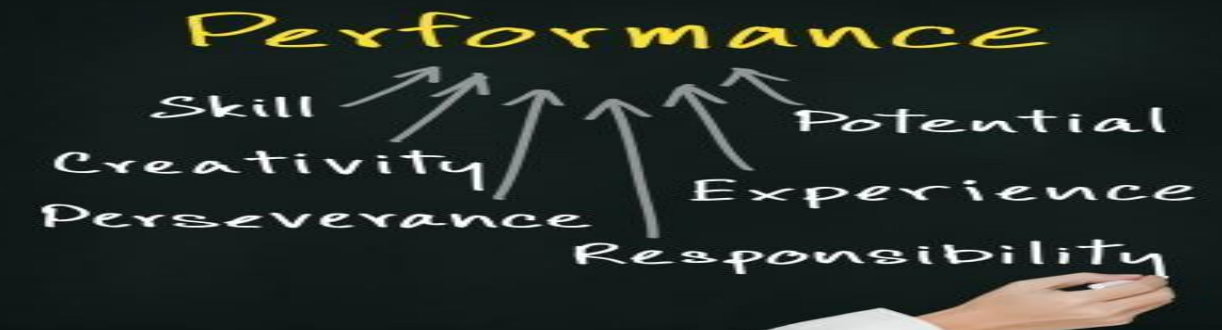 Performance
Skill
Potential
Creativity
Experience
Perseverance
Responsibility